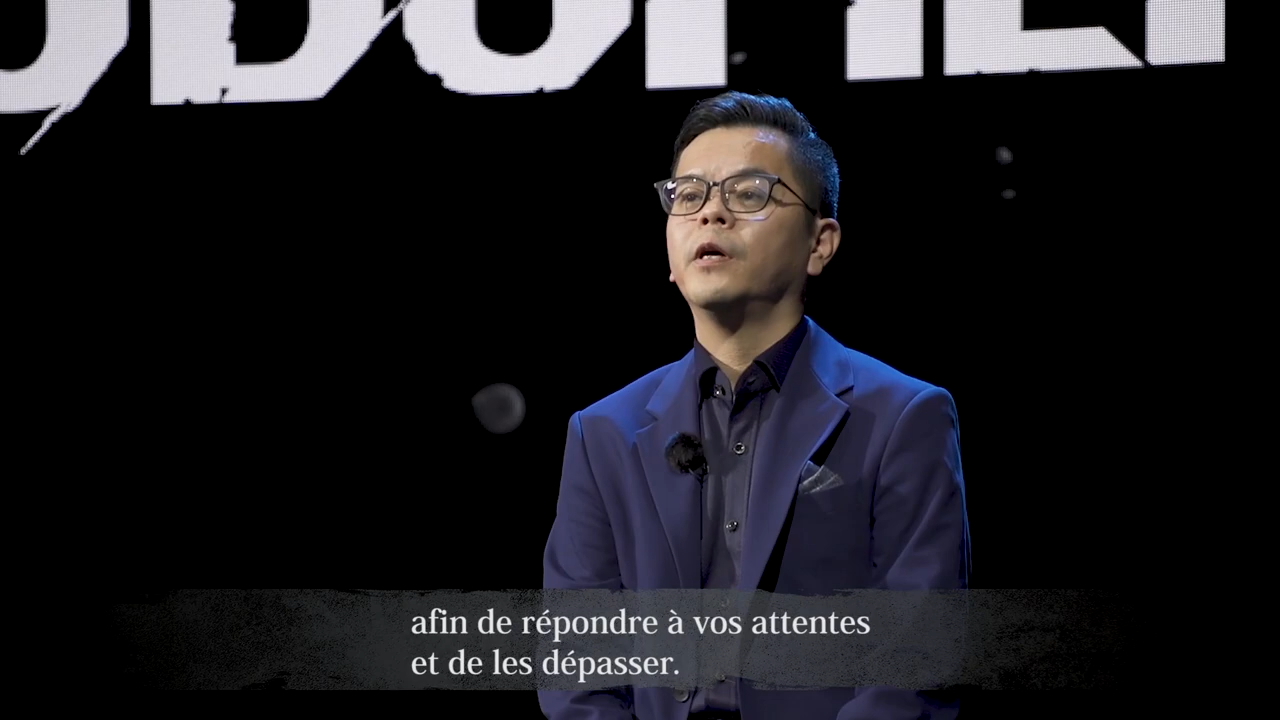 afin de répondre à vos attentes
et de les dépasser.